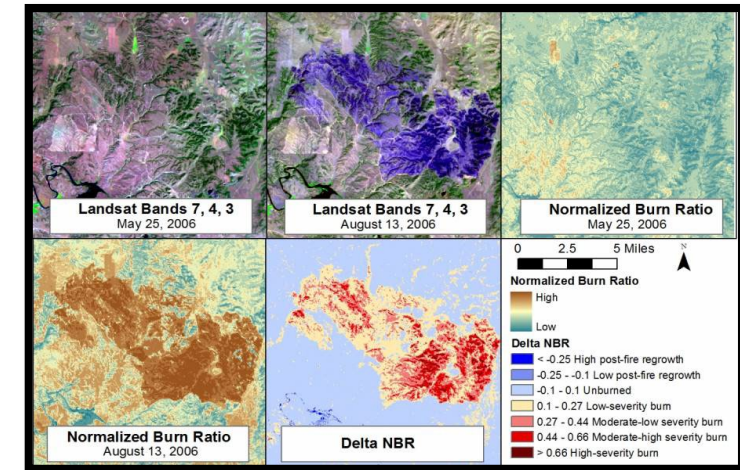 Landsat Bands 7, 4, 3
May 25, 2006
Landsat Bands 7, 4, 3
August 13, 2006
Normalized Burn Ratio
May 25, 2006
Normalized Burn Ratio
August 13, 2006
Delta NBR
0 2.5 5 Miles
N
Normalized Burn Ratio
High
Low
Delta NBR
< -0.25 High post-fire regrowth
-0.25 - -0.1 Low post-fire regrowth
-0.1 - 0.1 Unburned
0.1 - 0.27 Low-severity burn
0.27 - 0.44 Moderate-low severity burn
0.44 - 0.66 Moderate-high severity burn
> 0.66 High-severity burn